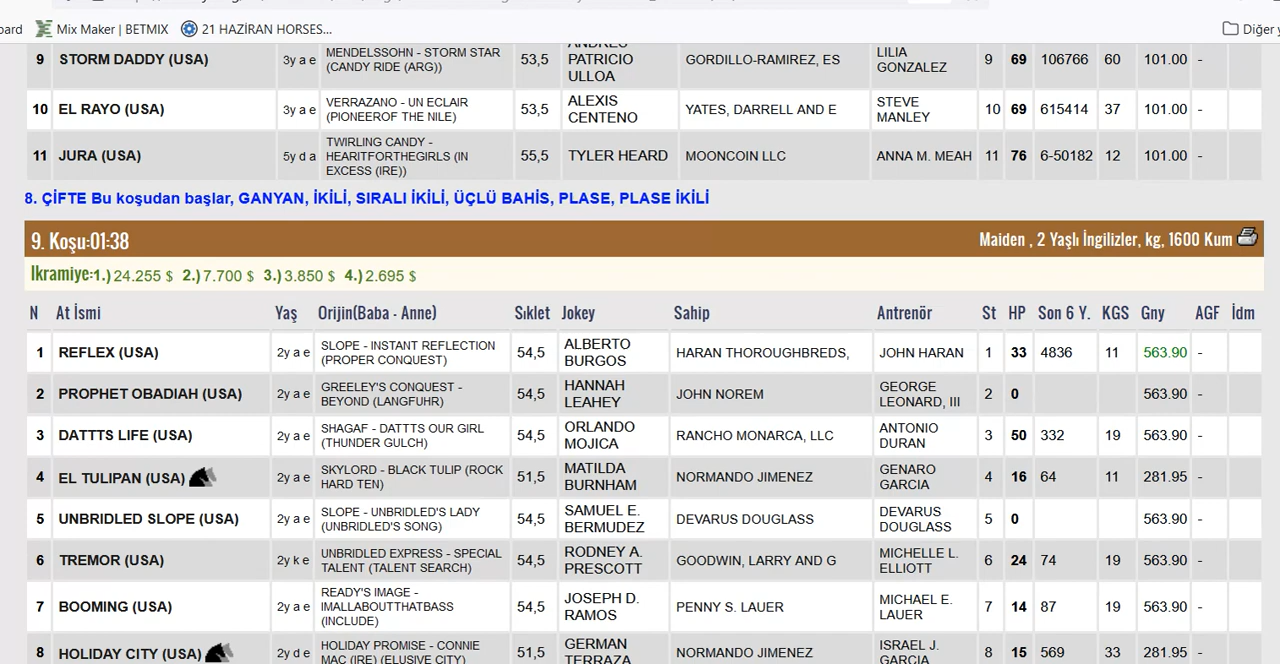 ard Mix Maker | BETMIX 21 HAZİRAN HORSES... Diğer y
9 STORM DADDY (USA) 3y a e MENDELSSOHN - STORM STAR (CANDY RIDE (ARG)) 53,5 ANDRES PATRICIO ULLOA GORDILLO-RAMIREZ, ES LILIA GONZALEZ 9 69 106766 60 101.00 -
10 EL RAYO (USA) 3y a e VERRAZANO - UN ECLAIR (PIONEEROF THE NILE) 53,5 ALEXIS CENTENO YATES, DARRELL AND E STEVE MANLEY 10 69 615414 37 101.00 -
11 JURA (USA) 5y d a TWIRLING CANDY - HEARITFORTHEGIRLS (IN EXCESS (IRE)) 55,5 TYLER HEARD MOONCOIN LLC ANNA M. MEAH 11 76 6-50182 12 101.00 -
8. ÇİFTE Bu koşudan başlar, GANYAN, İKİLİ, SIRALI İKİLİ, ÜÇLÜ BAHİS, PLASE, PLASE İKİLİ
9. Koşu:01:38 Maiden , 2 Yaşlı İngilizler, kg, 1600 Kum
İkramiye:1.) 24.255 $ 2.) 7.700 $ 3.) 3.850 $ 4.) 2.695 $
N At İsmi Yaş Orijin(Baba - Anne) Sıklet Jokey Sahip Antrenör St HP Son 6 Y. KGS Gny AGF İdm
1 REFLEX (USA) 2y a e SLOPE - INSTANT REFLECTION (PROPER CONQUEST) 54,5 ALBERTO BURGOS HARAN THOROUGHBREDS, JOHN HARAN 1 33 4836 11 563.90 -
2 PROPHET OBADIAH (USA) 2y a e GREELEY'S CONQUEST - BEYOND (LANGFUHR) 54,5 HANNAH LEAHEY JOHN NOREM GEORGE LEONARD, III 2 0 563.90 -
3 DATTTS LIFE (USA) 2y a e SHAGAF - DATTTS OUR GIRL (THUNDER GULCH) 54,5 ORLANDO MOJICA RANCHO MONARCA, LLC ANTONIO DURAN 3 50 332 19 563.90 -
4 EL TULIPAN (USA) 2y a e SKYLORD - BLACK TULIP (ROCK HARD TEN) 51,5 MATILDA BURNHAM NORMANDO JIMENEZ GENARO GARCIA 4 16 64 11 281.95 -
5 UNBRIDLED SLOPE (USA) 2y a e SLOPE - UNBRIDLED'S LADY (UNBRIDLED'S SONG) 54,5 SAMUEL E. BERMUDEZ DEVARUS DOUGLASS DEVARUS DOUGLASS 5 0 563.90 -
6 TREMOR (USA) 2y k e UNBRIDLED EXPRESS - SPECIAL TALENT (TALENT SEARCH) 54,5 RODNEY A. PRESCOTT GOODWIN, LARRY AND G MICHELLE L. ELLIOTT 6 24 74 19 563.90 -
7 BOOMING (USA) 2y a e READY'S IMAGE - IMALLABOUTTHATBASS (INCLUDE) 54,5 JOSEPH D. RAMOS PENNY S. LAUER MICHAEL E. LAUER 7 14 87 19 563.90 -
8 HOLIDAY CITY (USA) 2y d e HOLIDAY PROMISE - CONNIE MAC (IRE) (ELUSIVE CITY) 51,5 GERMAN TERRAZA NORMANDO JIMENEZ ISRAEL J. GARCIA 8 15 569 33 281.95 -